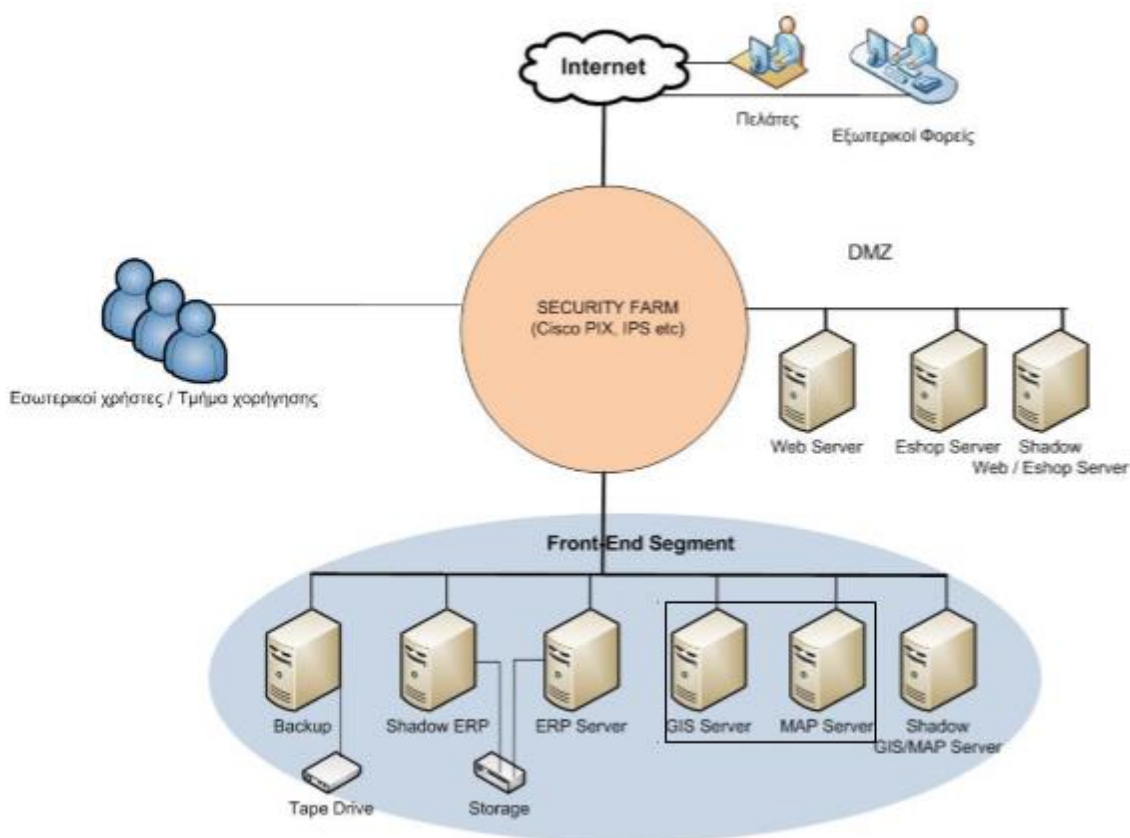 Internet
Πελάτες
Εξωτερικοί Φορείς
DMZ
SECURITY FARM
(Cisco PIX, IPS etc)
Εσωτερικοί χρήστες / Τμήμα χορήγησης
Web Server
Eshop Server
Shadow
Web / Eshop Server
Front-End Segment
Backup
Shadow ERP
ERP Server
GIS Server
MAP Server
Shadow
GIS/MAP Server
Tape Drive
Storage